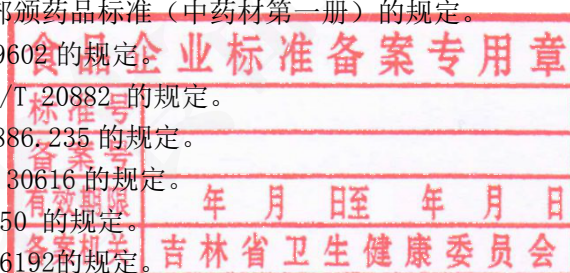 部颁药品标准（中药材第一册）的规定。
9602 的规定。
食品企业标准备案专用章
/T 20882 的规定。
标准号
886.235 的规定。
备案号
30616 的规定。
有效期限 年 月 日至 年 月 日
50 的规定。
备案机关 吉林省卫生健康委员会
6192的规定。